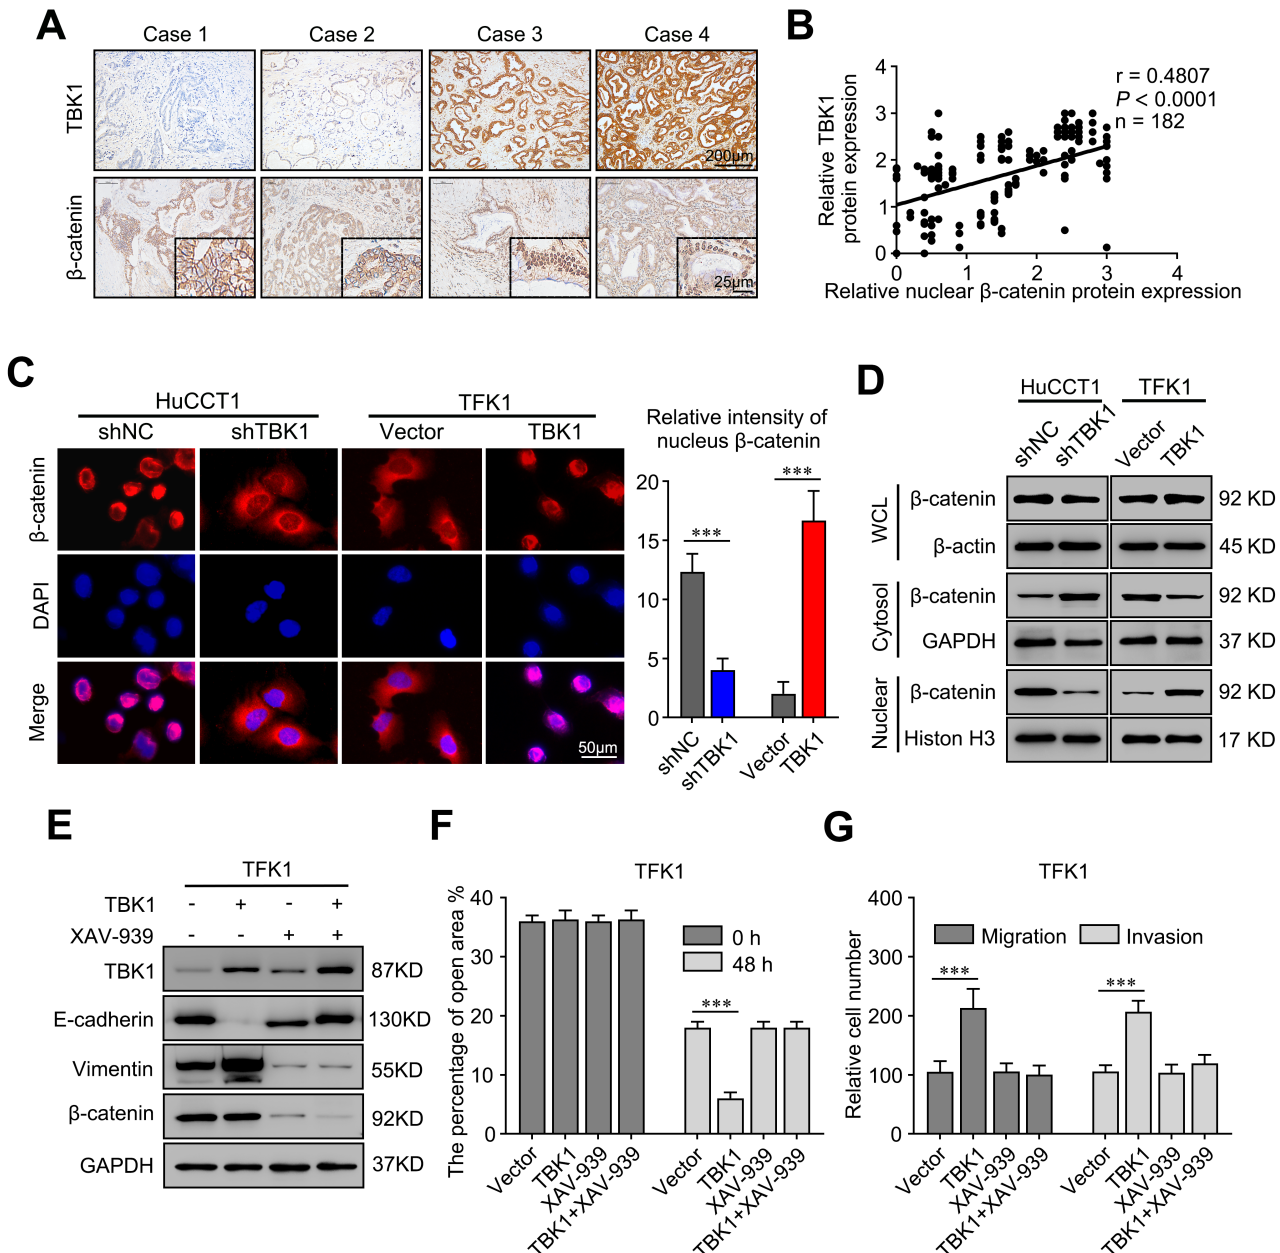 A
Case 1 Case 2 Case 3 Case 4
TBK1
200μm
β-catenin
25μm
B
Relative TBK1
protein expression
4
3
2
1
0
0 1 2 3 4
r = 0.4807
P < 0.0001
n = 182
Relative nuclear β-catenin protein expression
C
HuCCT1 TFK1
shNC shTBK1 Vector TBK1
β-catenin
DAPI
Merge
50μm
Relative intensity of
nucleus β-catenin
20
15
10
5
0
*** ***
shNC shTBK1 Vector TBK1
D
HuCCT1 TFK1
shNC shTBK1 Vector TBK1
WCL
β-catenin 92 KD
β-actin 45 KD
Cytosol
β-catenin 92 KD
GAPDH 37 KD
Nuclear
β-catenin 92 KD
Histon H3 17 KD
E
TFK1
TBK1 - + - +
XAV-939 - - + +
TBK1 87KD
E-cadherin 130KD
Vimentin 55KD
β-catenin 92KD
GAPDH 37KD
F
TFK1
The percentage of open area %
40
30
20
10
0
0 h
48 h
***
Vector TBK1 XAV-939 TBK1+XAV-939 Vector TBK1 XAV-939 TBK1+XAV-939
G
TFK1
Relative cell number
400
300
200
100
0
Migration Invasion
*** ***
Vector TBK1 XAV-939 TBK1+XAV-939 Vector TBK1 XAV-939 TBK1+XAV-939